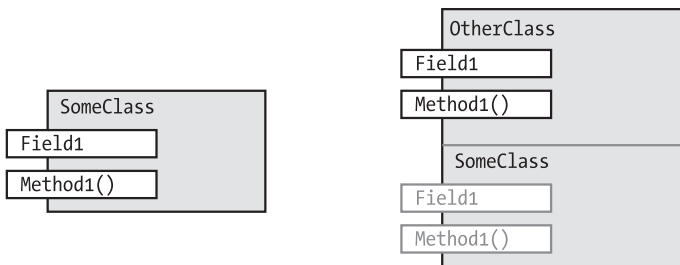 SomeClass
Field1
Method1()
OtherClass
Field1
Method1()
SomeClass
Field1
Method1()